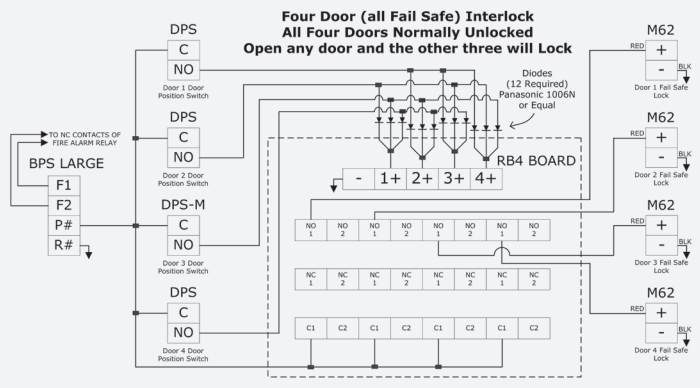 Four Door (all Fail Safe) Interlock
All Four Doors Normally Unlocked
Open any door and the other three will Lock
DPS
C
NO
Door 1 Door
Position Switch
DPS
C
NO
Door 2 Door
Position Switch
DPS-M
C
NO
Door 3 Door
Position Switch
DPS
C
NO
Door 4 Door
Position Switch
TO NC CONTACTS OF
FIRE ALARM RELAY
BPS LARGE
F1
F2
P#
R#
Diodes
(12 Required)
Panasonic 1006N
or Equal
RB4 BOARD
- 1+ 2+ 3+ 4+
NO NO NO NO NO NO NO NO
1 2 1 2 1 2 1 2
NC NC NC NC NC NC NC NC
1 2 1 2 1 2 1 2
C1 C2 C1 C2 C1 C2 C1 C2
M62
RED +
- BLK
Door 1 Fail Safe
Lock
M62
RED +
- BLK
Door 2 Fail Safe
Lock
M62
RED +
- BLK
Door 3 Fail Safe
Lock
M62
RED +
- BLK
Door 4 Fail Safe
Lock